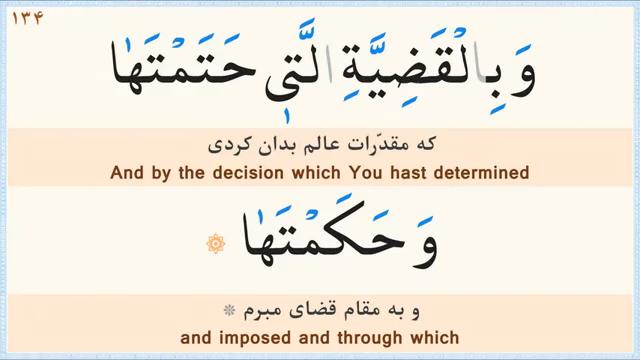 ۱۳۴
وَ بِالْقَضِيَّةِ الَّتىٖ حَتَمْتَهٰا
که مقدّرات عالم بدان کردی
And by the decision which You hast determined
وَ حَكَمْتَهٰا
و به مقام قضای مبرم
and imposed and through which